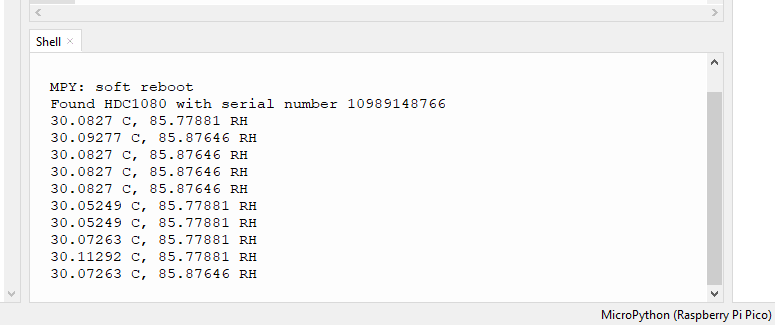 Shell ×
MPY: soft reboot
Found HDC1080 with serial number 10989148766
30.0827 C, 85.77881 RH
30.09277 C, 85.87646 RH
30.0827 C, 85.87646 RH
30.0827 C, 85.87646 RH
30.0827 C, 85.87646 RH
30.05249 C, 85.77881 RH
30.05249 C, 85.77881 RH
30.07263 C, 85.77881 RH
30.11292 C, 85.77881 RH
30.07263 C, 85.87646 RH
MicroPython (Raspberry Pi Pico)